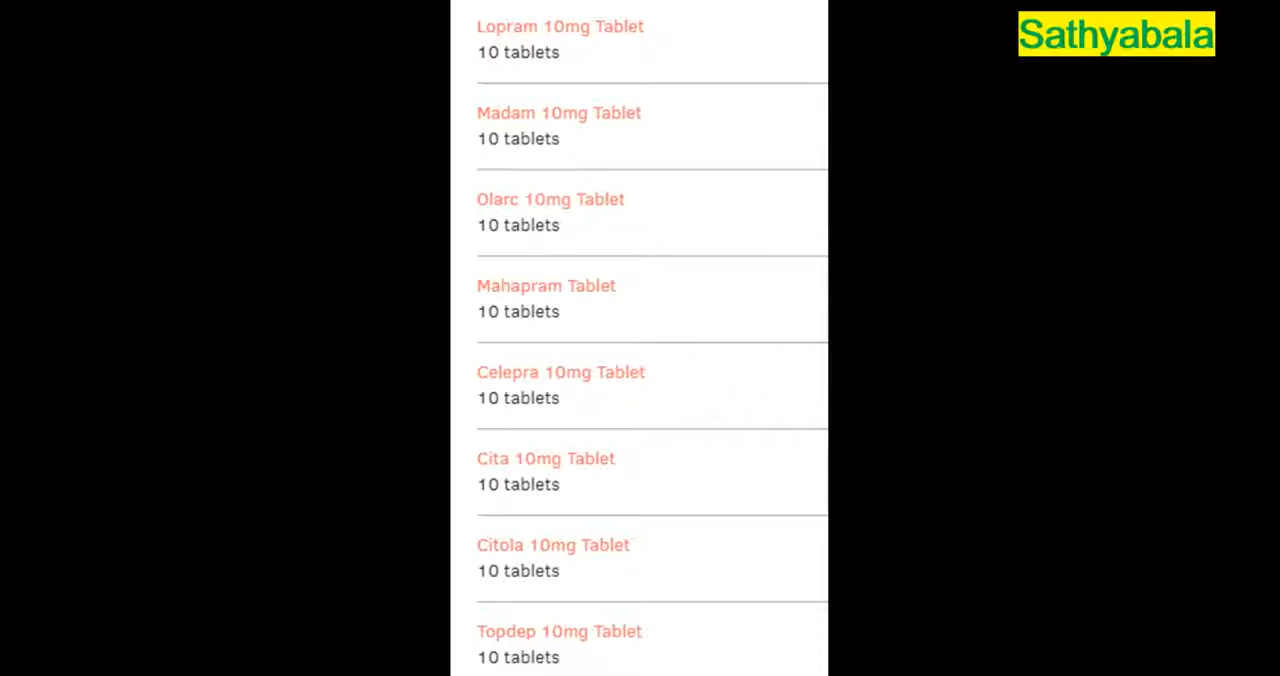 Sathyabala
Lopram 10mg Tablet
10 tablets
Madam 10mg Tablet
10 tablets
Olarc 10mg Tablet
10 tablets
Mahapram Tablet
10 tablets
Celepra 10mg Tablet
10 tablets
Cita 10mg Tablet
10 tablets
Citola 10mg Tablet
10 tablets
Topdep 10mg Tablet
10 tablets